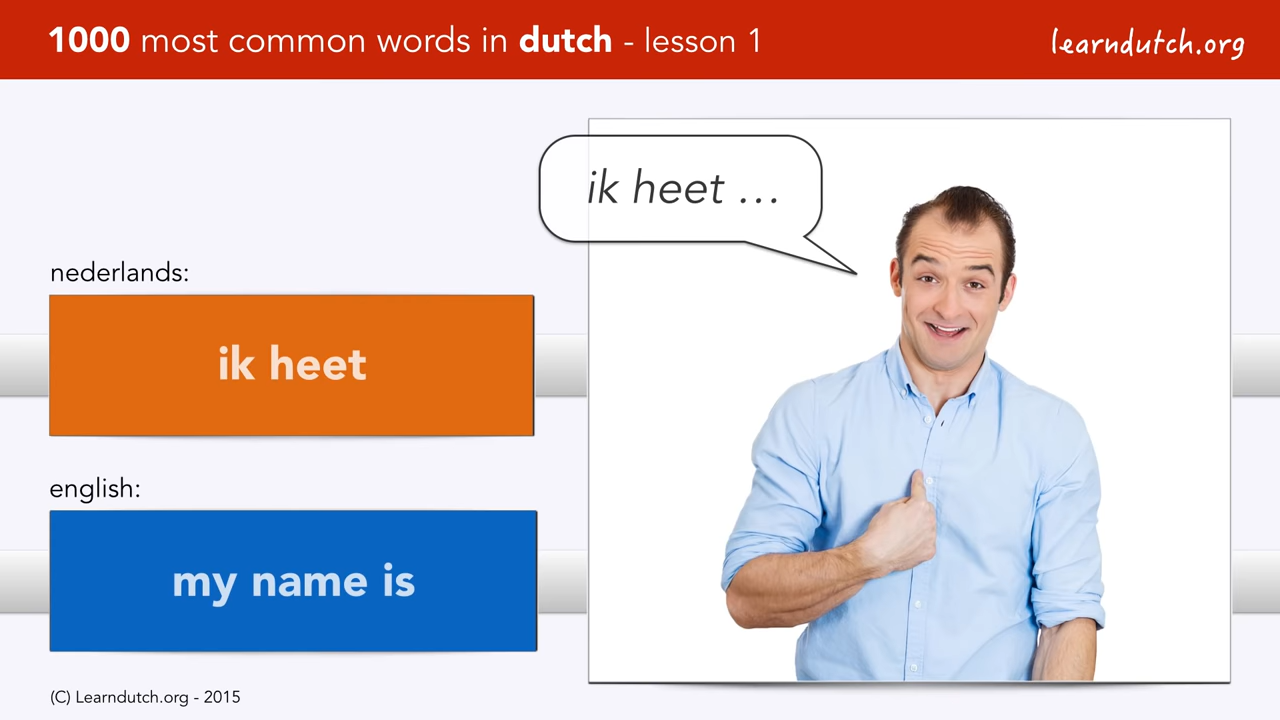 1000 most common words in dutch - lesson 1
learndutch.org
ik heet ...
nederlands:
ik heet
english:
my name is
(C) Learndutch.org - 2015